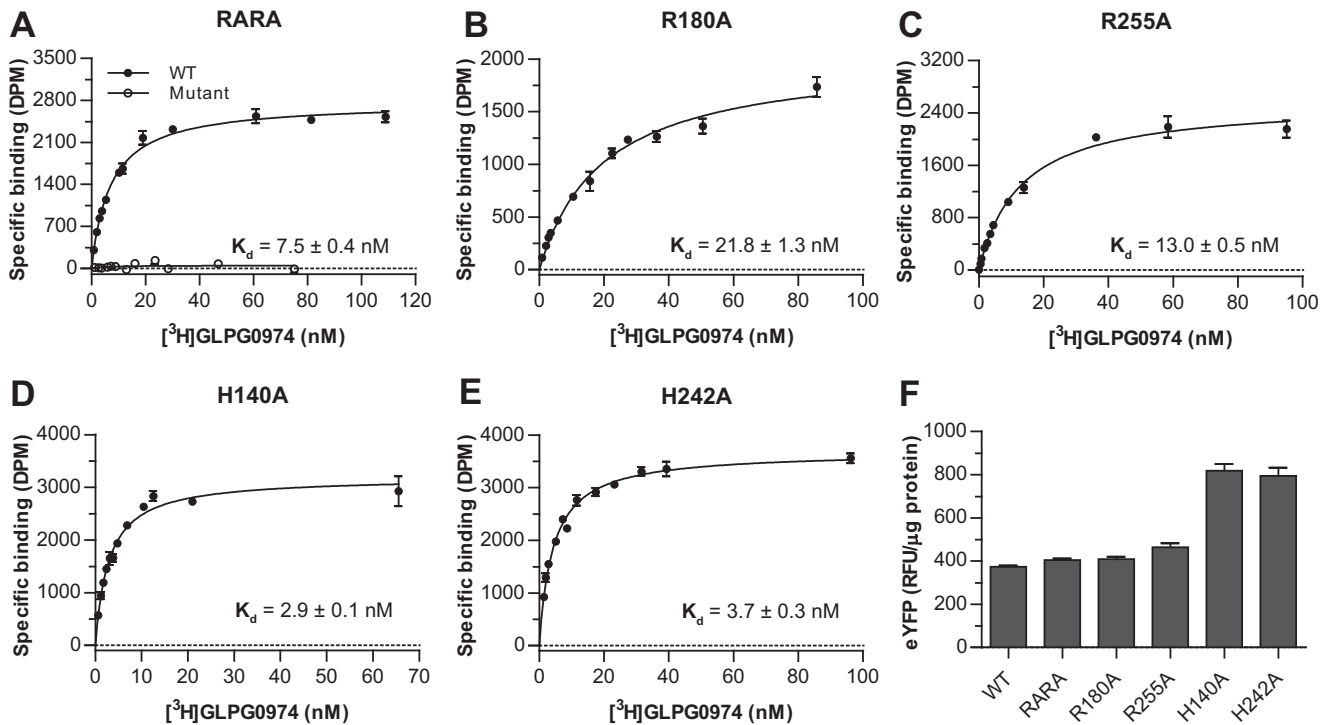 A
RARA
Specific binding (DPM)
3500
2800
2100
1400
700
0
WT
Mutant
Kd = 7.5 ± 0.4 nM
0 20 40 60 80 100 120
[3H]GLPG0974 (nM)
B
R180A
Specific binding (DPM)
2000
1500
1000
500
0
Kd = 21.8 ± 1.3 nM
0 20 40 60 80 100
[3H]GLPG0974 (nM)
C
R255A
Specific binding (DPM)
3200
2400
1600
800
0
Kd = 13.0 ± 0.5 nM
0 20 40 60 80 100
[3H]GLPG0974 (nM)
D
H140A
Specific binding (DPM)
4000
3000
2000
1000
0
Kd = 2.9 ± 0.1 nM
0 10 20 30 40 50 60 70
[3H]GLPG0974 (nM)
E
H242A
Specific binding (DPM)
4000
3000
2000
1000
0
Kd = 3.7 ± 0.3 nM
0 20 40 60 80 100
[3H]GLPG0974 (nM)
F
eYFP (RFU/μg protein)
1000
800
600
400
200
0
WT RARA R180A R255A H140A H242A